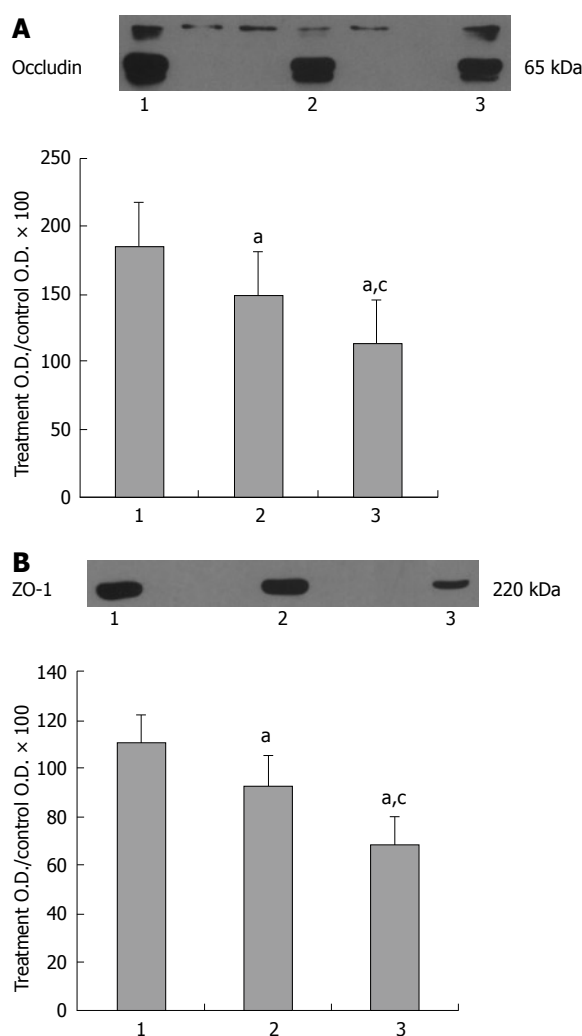 A
Occludin
65 kDa
1 2 3
Treatment O.D./control O.D. × 100
250
200
150
100
50
0
a
a,c
1 2 3
B
ZO-1
220 kDa
1 2 3
Treatment O.D./control O.D. × 100
140
120
100
80
60
40
20
0
a
a,c
1 2 3